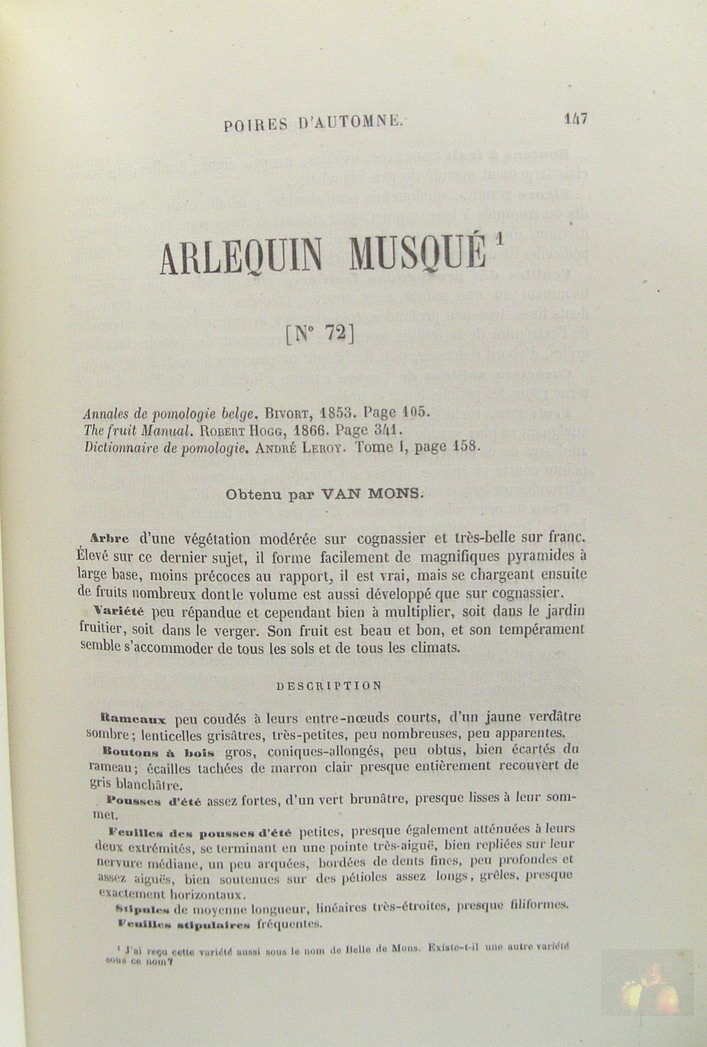 POIRES D'AUTOMNE.
147
ARLEQUIN MUSQUÉ ¹
[N° 72]
Annales de pomologie belge. BIVORT, 1853. Page 105.
The fruit Manual. ROBERT HOGG, 1866. Page 341.
Dictionnaire de pomologie. ANDRÉ LEROY. Tome I, page 158.
Obtenu par VAN MONS.
Arbre d'une végétation modérée sur cognassier et très-belle sur franc.
Élevé sur ce dernier sujet, il forme facilement de magnifiques pyramides à
large base, moins précoces au rapport, il est vrai, mais se chargeant ensuite
de fruits nombreux dont le volume est aussi développé que sur cognassier.
Variété peu répandue et cependant bien à multiplier, soit dans le jardin
fruitier, soit dans le verger. Son fruit est beau et bon, et son tempérament
semble s'accommoder de tous les sols et de tous les climats.
DESCRIPTION
Rameaux peu coudés à leurs entre-nœuds courts, d'un jaune verdâtre
sombre; lenticelles grisâtres, très-petites, peu nombreuses, peu apparentes.
Boutons à bois gros, coniques-allongés, peu obtus, bien écartés du
rameau; écailles tachées de marron clair presque entièrement recouvert de
gris blanchâtre.
Pousses d'été assez fortes, d'un vert brunâtre, presque lisses à leur som-
met.
Feuilles des pousses d'été petites, presque également atténuées à leurs
deux extrémités, se terminant en une pointe très-aiguë, bien repliées sur leur
nervure médiane, un peu arquées, bordées de dents fines, peu profondes et
assez aiguës, bien soutenues sur des pétioles assez longs, grêles, presque
exactement horizontaux.
Stipules de moyenne longueur, linéaires très-étroites, presque filiformes.
Feuilles stipulaires fréquentes.
¹ J'ai reçu cette variété aussi sous le nom de Belle de Mons. Existe-t-il une autre variété
sous ce nom?